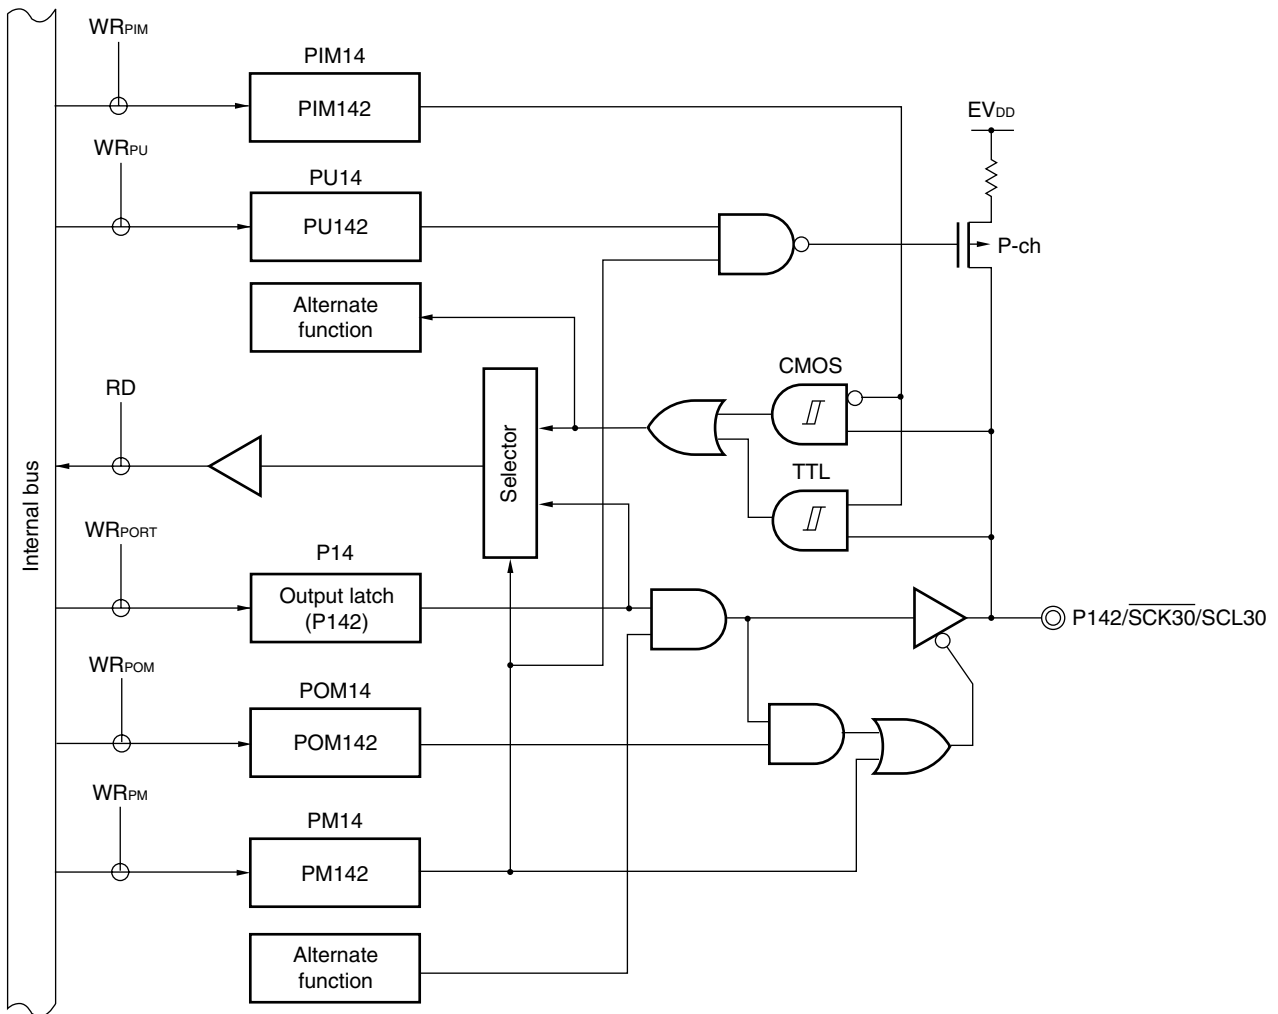 WRPIM
PIM14
PIM142
EVDD
WRPU
PU14
PU142
P-ch
Alternate
function
CMOS
RD
Selector
TTL
Internal bus
WRPORT
P14
Output latch
(P142)
P142/SCK30/SCL30
WRPOM
POM14
POM142
WRPM
PM14
PM142
Alternate
function